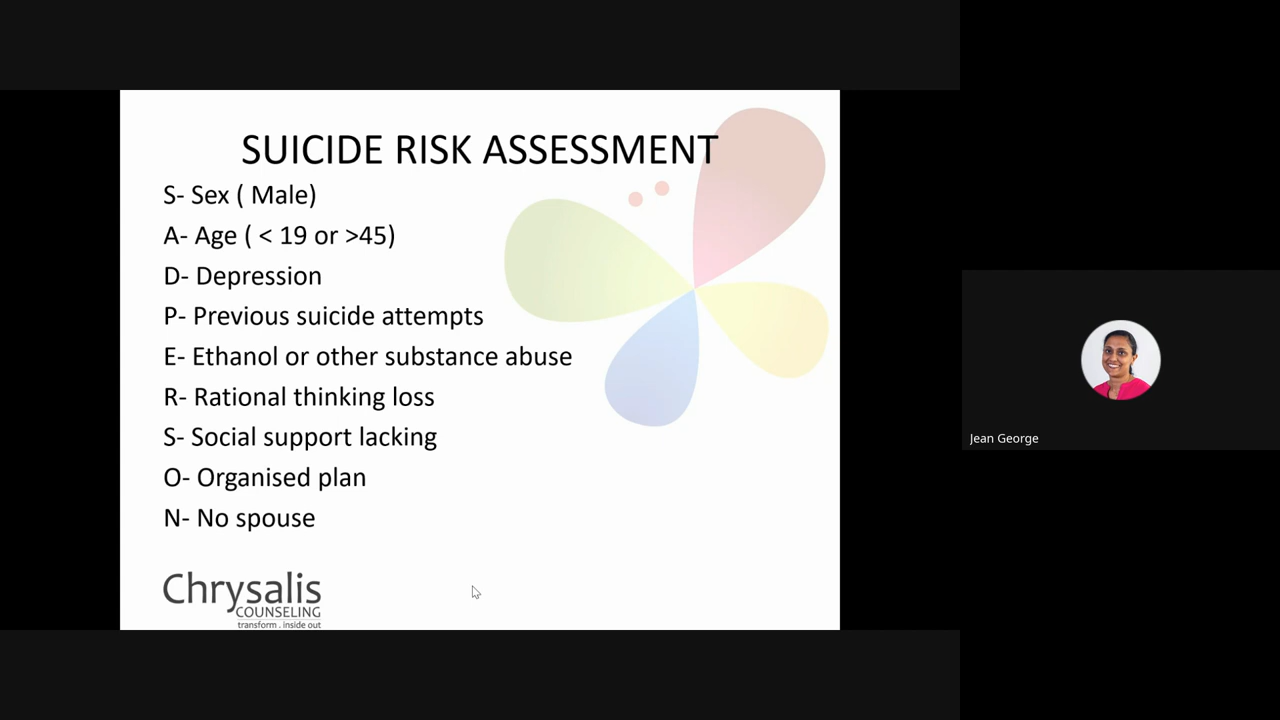 SUICIDE RISK ASSESSMENT
S- Sex ( Male)
A- Age ( < 19 or >45)
D- Depression
P- Previous suicide attempts
E- Ethanol or other substance abuse
R- Rational thinking loss
S- Social support lacking
O- Organised plan
N- No spouse
Chrysalis
COUNSELING
transform . inside out
Jean George